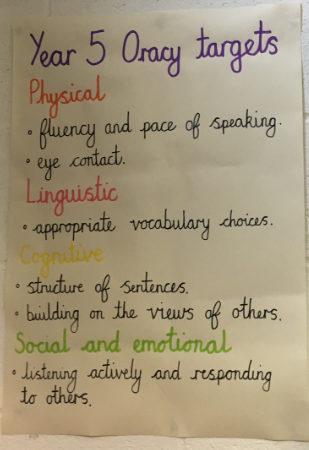 Year 5 Oracy targets
Physical
• fluency and pace of speaking.
• eye contact.
Linguistic
• appropriate vocabulary choices.
Cognitive
• structure of sentences.
• building on the views of others.
Social and emotional
• listening actively and responding
to others.